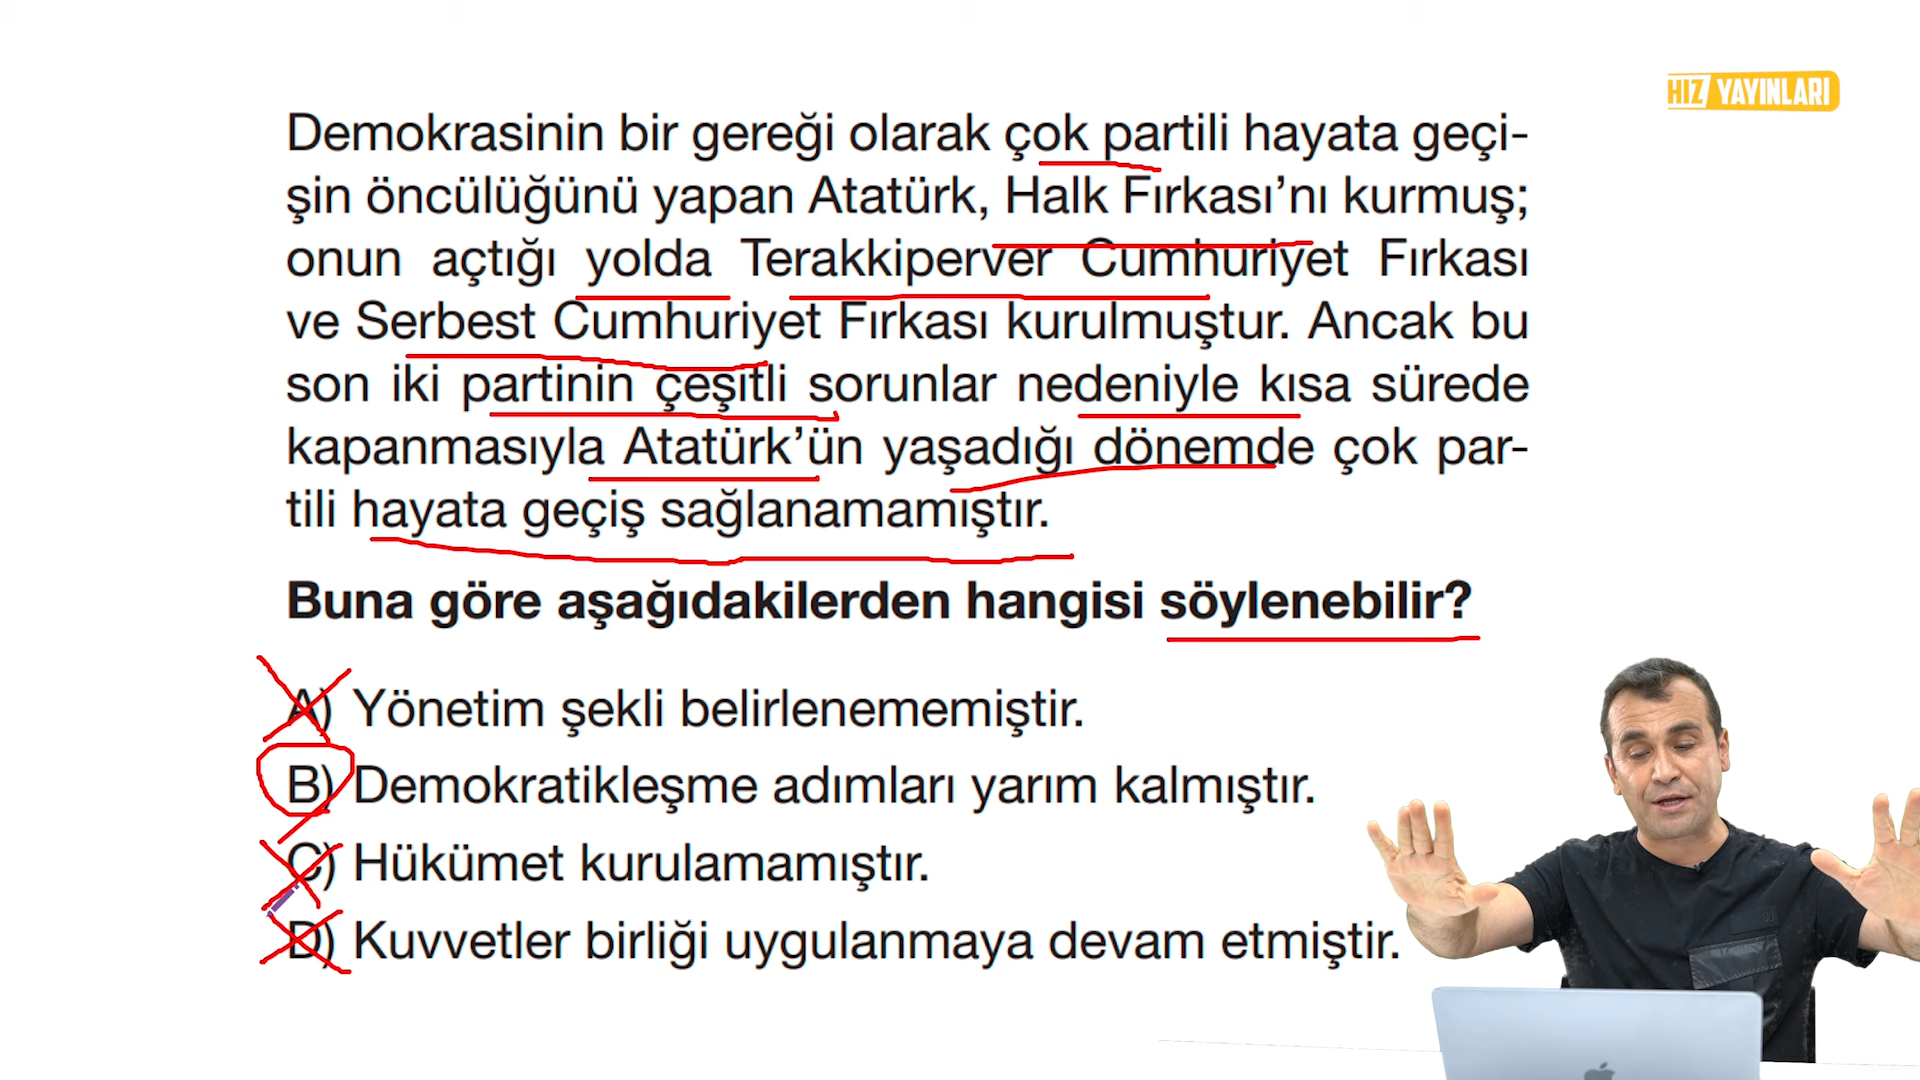 HIZ YAYINLARI
Demokrasinin bir gereği olarak çok partili hayata geçi-
şin öncülüğünü yapan Atatürk, Halk Fırkası’nı kurmuş;
onun açtığı yolda Terakkiperver Cumhuriyet Fırkası
ve Serbest Cumhuriyet Fırkası kurulmuştur. Ancak bu
son iki partinin çeşitli sorunlar nedeniyle kısa sürede
kapanmasıyla Atatürk’ün yaşadığı dönemde çok par-
tili hayata geçiş sağlanamamıştır.
Buna göre aşağıdakilerden hangisi söylenebilir?
A) Yönetim şekli belirlenememiştir.
B) Demokratikleşme adımları yarım kalmıştır.
C) Hükümet kurulamamıştır.
D) Kuvvetler birliği uygulanmaya devam etmiştir.